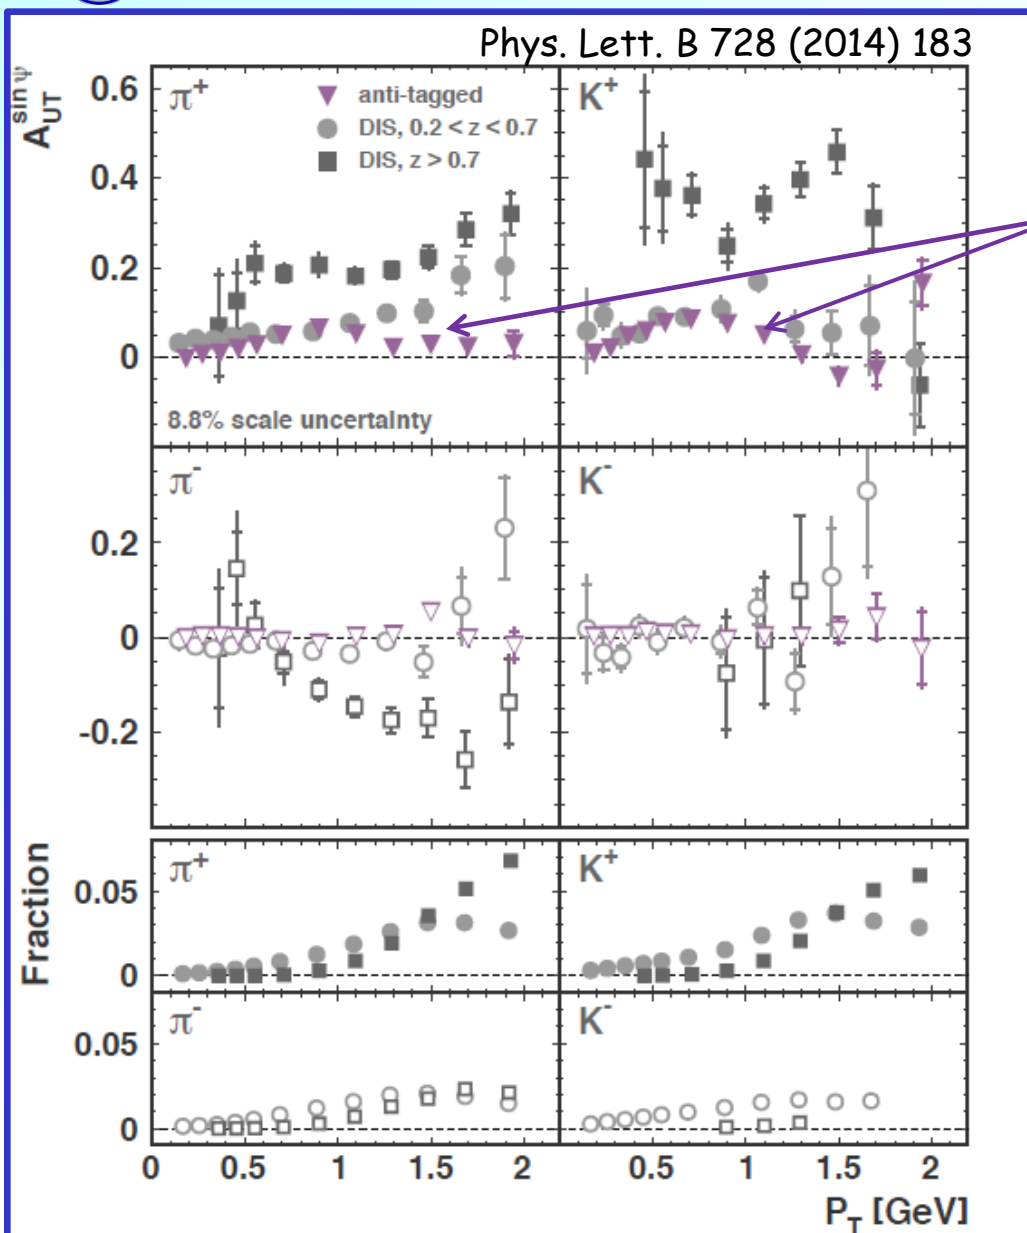 Phys. Lett. B 728 (2014) 183
A_UT^{sin ψ}
0.6
0.4
0.2
0
π⁺
anti-tagged
DIS, 0.2 < z < 0.7
DIS, z > 0.7
8.8% scale uncertainty
K⁺
0.2
0
-0.2
π⁻
K⁻
Fraction
0.05
0
π⁺
K⁺
0.05
0
π⁻
K⁻
0 0.5 1 1.5 2 0.5 1 1.5 2
P_T [GeV]